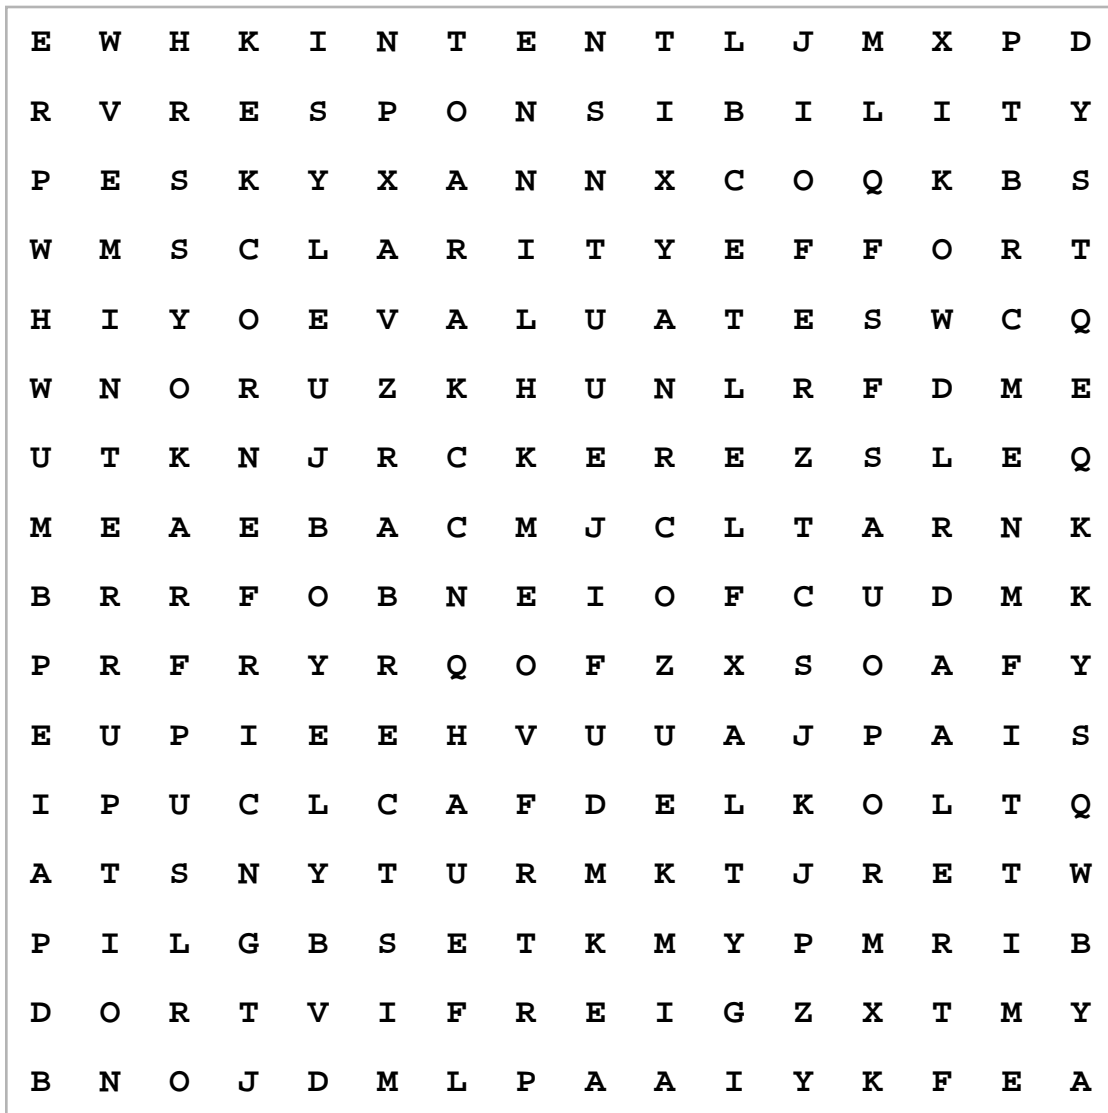 E W H K I N T E N T L J M X P D
R V R E S P O N S I B I L I T Y
P E S K Y X A N N X C O Q K B S
W M S C L A R I T Y E F F O R T
H I Y O E V A L U A T E S W C Q
W N O R U Z K H U N L R F D M E
U T K N J R C K E R E Z S L E Q
M E A E B A C M J C L T A R N K
B R R F O B N E I O F C U D M K
P R F R Y R Q O F Z X S O A F Y
E U P I E E H V U U A J P A I S
I P U C L C A F D E L K O L T Q
A T S N Y T U R M K T J R E T W
P I L G B S E T K M Y P M R I B
D O R T V I F R E I G Z X T M Y
B N O J D M L P A A I Y K F E A